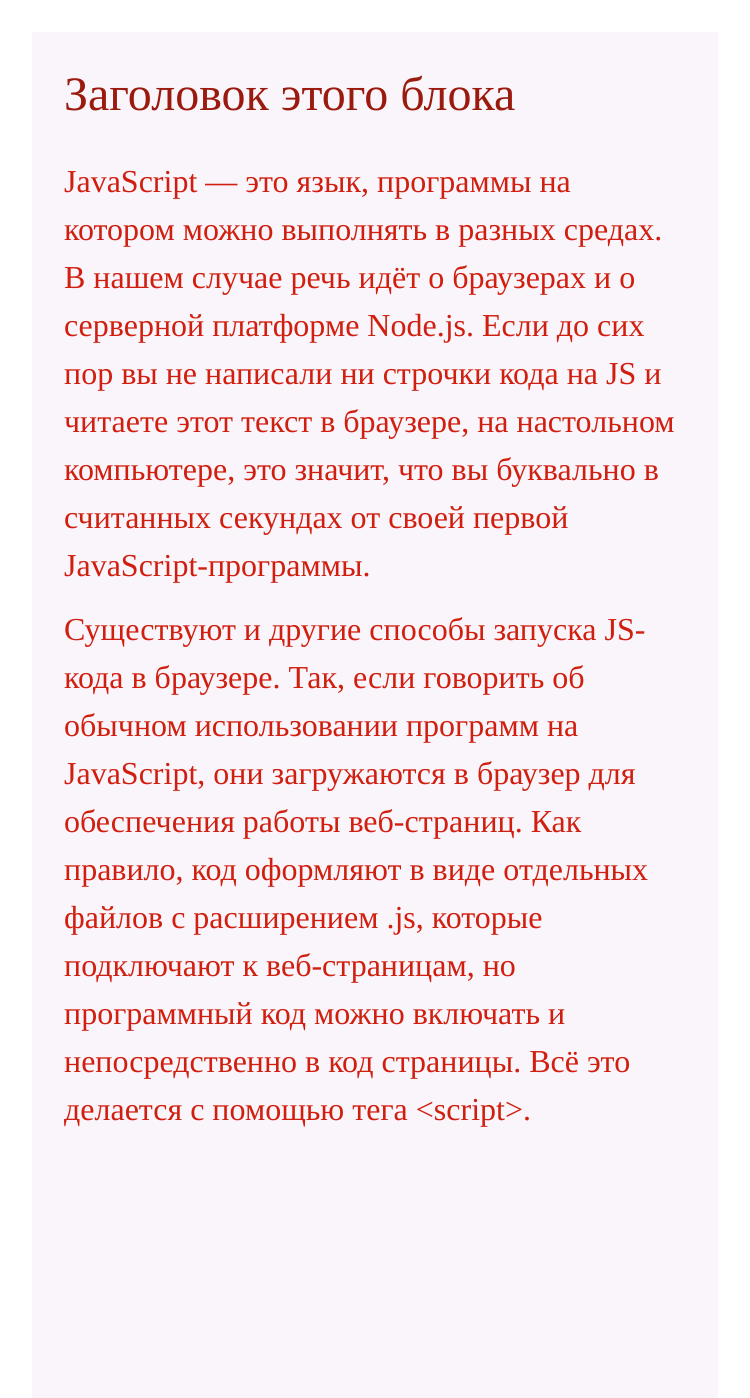 Заголовок этого блока
JavaScript — это язык, программы на
котором можно выполнять в разных средах.
В нашем случае речь идёт о браузерах и о
серверной платформе Node.js. Если до сих
пор вы не написали ни строчки кода на JS и
читаете этот текст в браузере, на настольном
компьютере, это значит, что вы буквально в
считанных секундах от своей первой
JavaScript-программы.
Существуют и другие способы запуска JS-
кода в браузере. Так, если говорить об
обычном использовании программ на
JavaScript, они загружаются в браузер для
обеспечения работы веб-страниц. Как
правило, код оформляют в виде отдельных
файлов с расширением .js, которые
подключают к веб-страницам, но
программный код можно включать и
непосредственно в код страницы. Всё это
делается с помощью тега <script>.